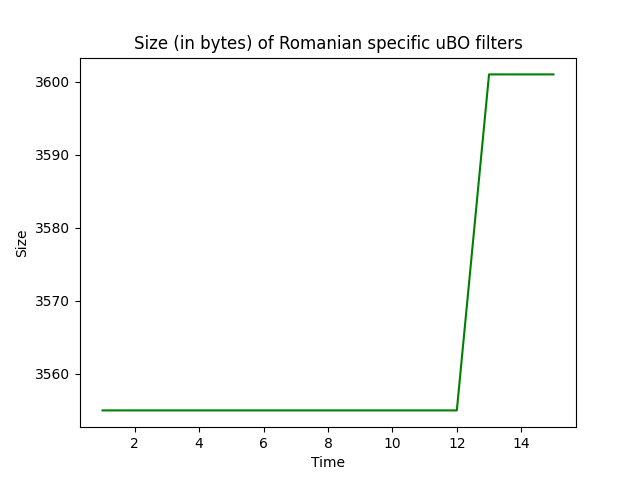 Size (in bytes) of Romanian specific uBO filters
3600
3590
3580
3570
3560
Size
2 4 6 8 10 12 14
Time